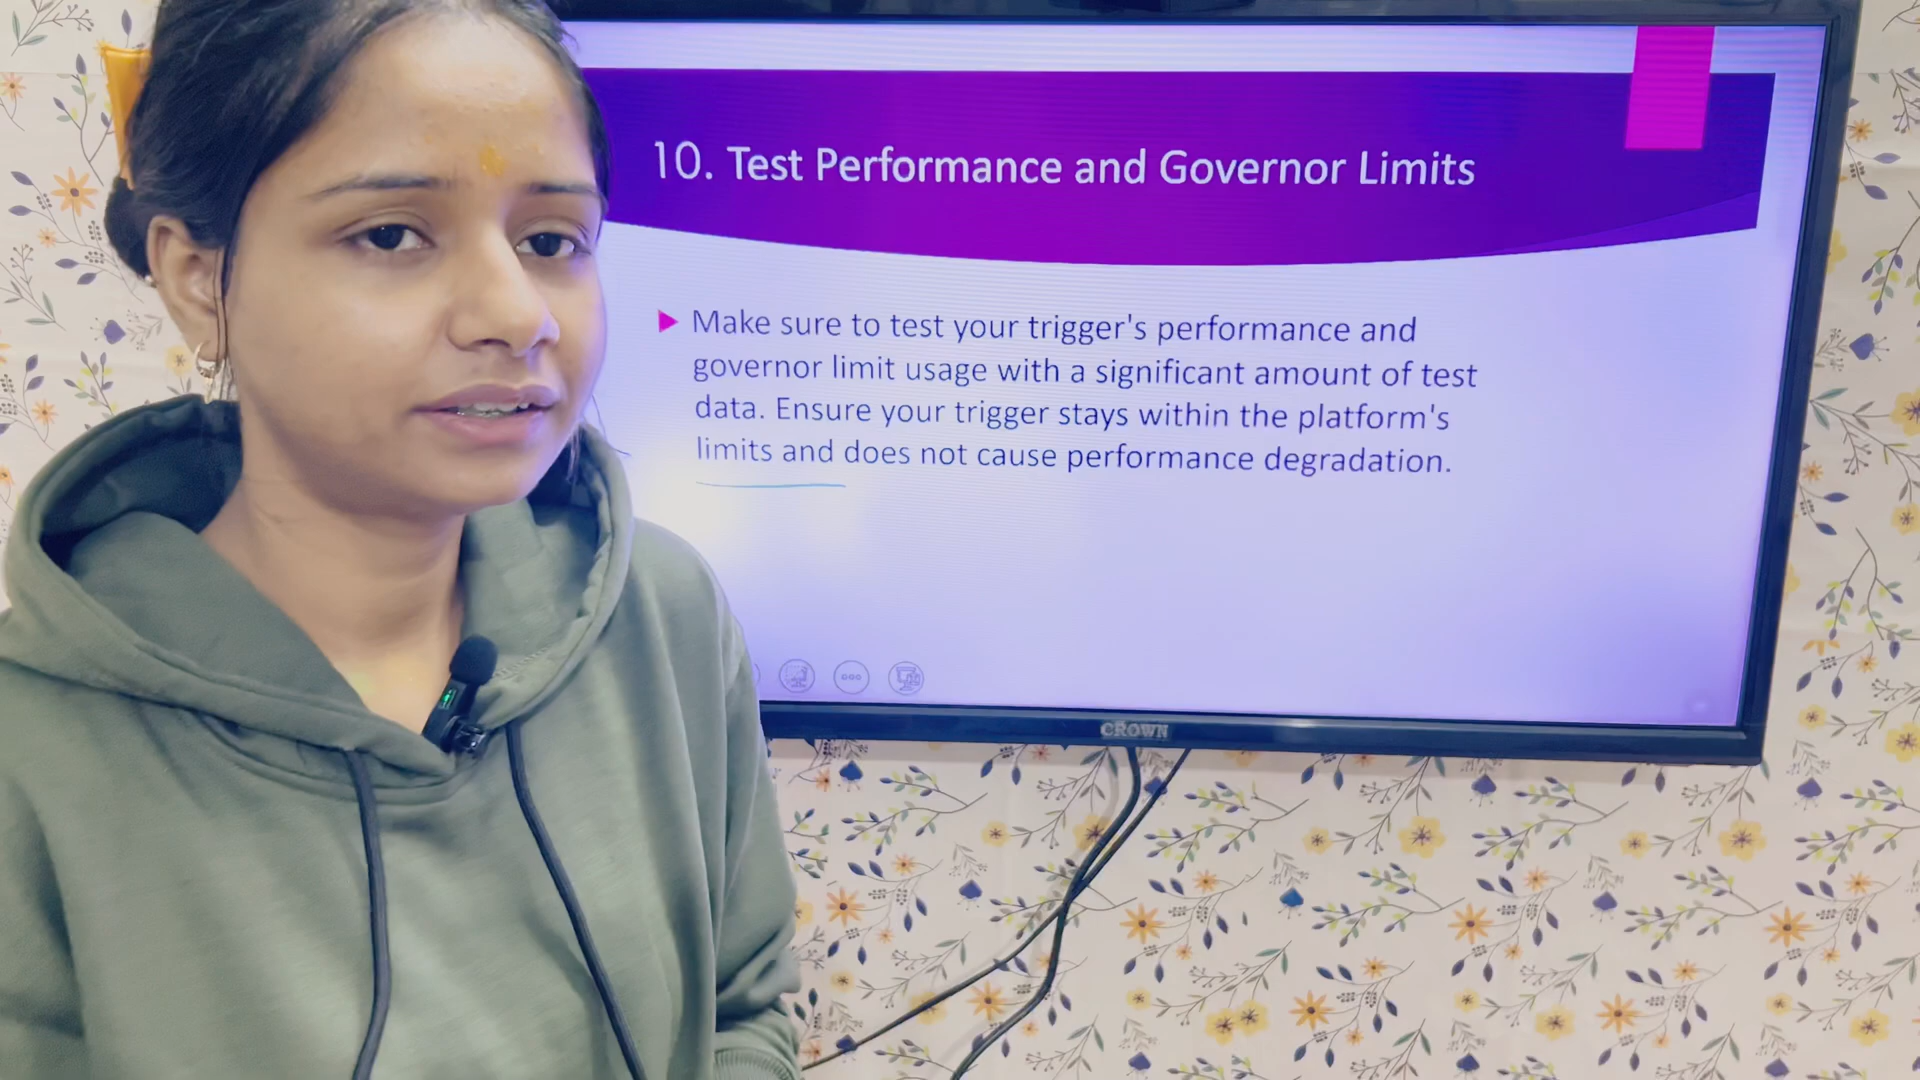 10. Test Performance and Governor Limits
Make sure to test your trigger's performance and
governor limit usage with a significant amount of test
data. Ensure your trigger stays within the platform's
limits and does not cause performance degradation.
CROWN